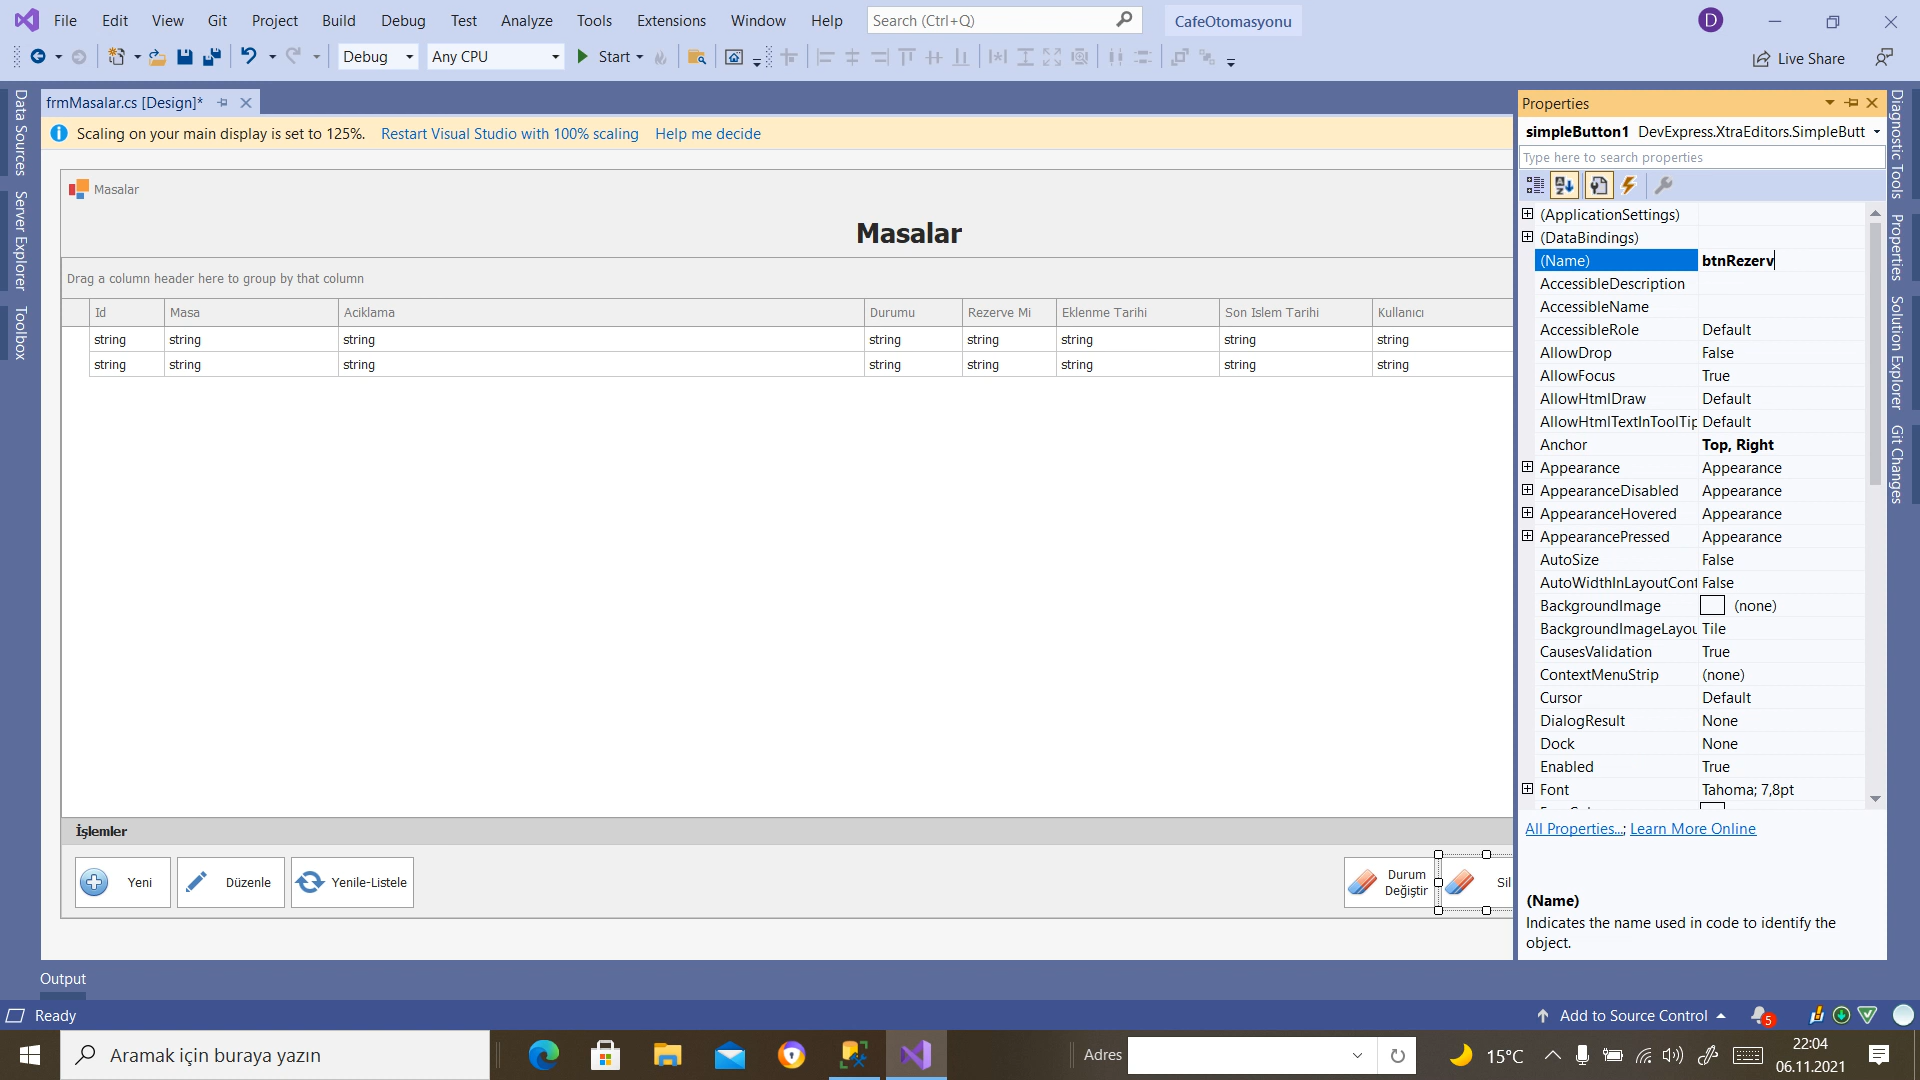 File Edit View Git Project Build Debug Test Analyze Tools Extensions Window Help Search (Ctrl+Q) CafeOtomasyonu D
Debug Any CPU Start Live Share
frmMasalar.cs [Design]*
Scaling on your main display is set to 125%. Restart Visual Studio with 100% scaling Help me decide
Data Sources
Server Explorer
Toolbox
Masalar
Masalar
Drag a column header here to group by that column
Id Masa Aciklama Durumu Rezerve Mi Eklenme Tarihi Son Islem Tarihi Kullanıcı
string string string string string string string string
string string string string string string string string
İşlemler
Yeni Düzenle Yenile-Listele Durum Değiştir Sil
Properties
simpleButton1 DevExpress.XtraEditors.SimpleButt
Type here to search properties
(ApplicationSettings)
(DataBindings)
(Name) btnRezerv
AccessibleDescription
AccessibleName
AccessibleRole Default
AllowDrop False
AllowFocus True
AllowHtmlDraw Default
AllowHtmlTextInToolTip Default
Anchor Top, Right
Appearance Appearance
AppearanceDisabled Appearance
AppearanceHovered Appearance
AppearancePressed Appearance
AutoSize False
AutoWidthInLayoutCont False
BackgroundImage (none)
BackgroundImageLayou Tile
CausesValidation True
ContextMenuStrip (none)
Cursor Default
DialogResult None
Dock None
Enabled True
Font Tahoma; 7,8pt
All Properties...; Learn More Online
(Name)
Indicates the name used in code to identify the
object.
Diagnostic Tools
Properties
Solution Explorer
Git Changes
Output
Ready Add to Source Control 5
Aramak için buraya yazın Adres 15°C 22:04
06.11.2021